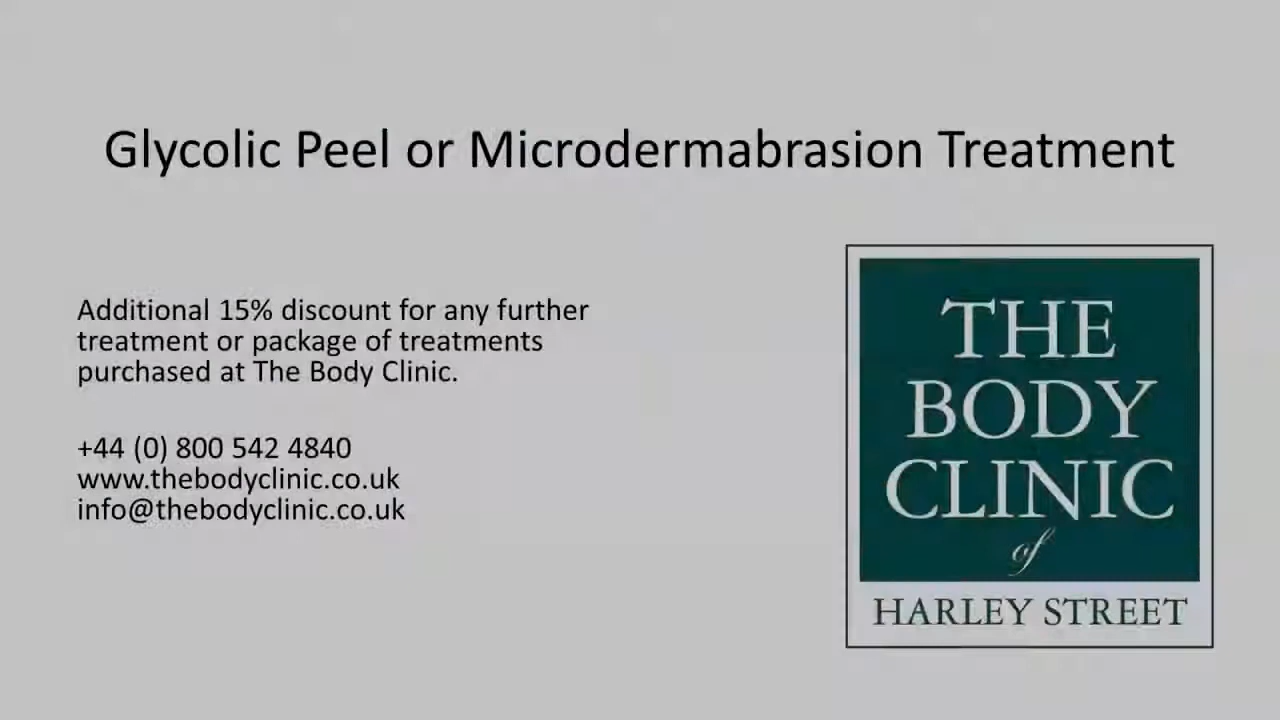 Glycolic Peel or Microdermabrasion Treatment
Additional 15% discount for any further
treatment or package of treatments
purchased at The Body Clinic.
+44 (0) 800 542 4840
www.thebodyclinic.co.uk
info@thebodyclinic.co.uk
THE
BODY
CLINIC
of
HARLEY STREET